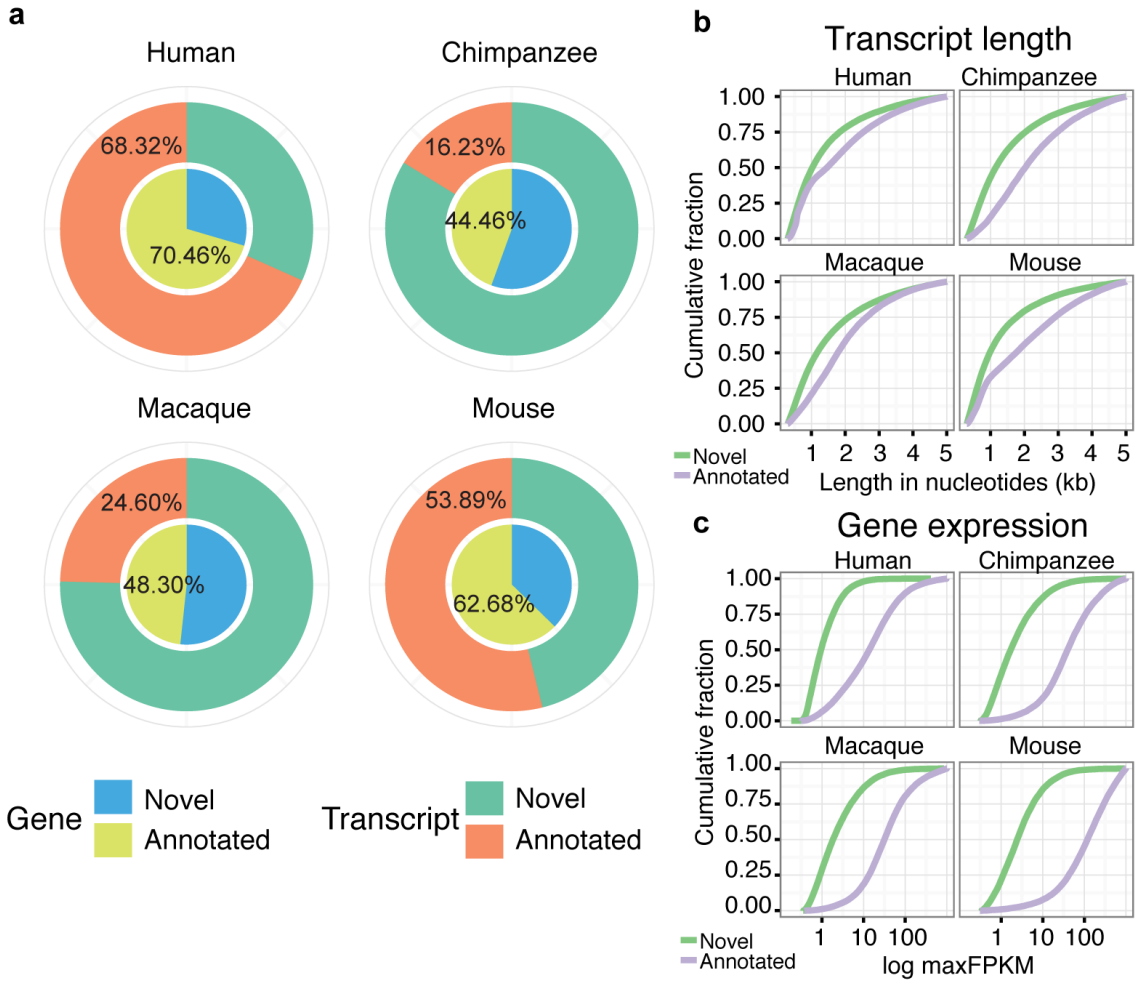 a
Human
Chimpanzee
68.32%
70.46%
16.23%
44.46%
Macaque
Mouse
24.60%
48.30%
53.89%
62.68%
Gene
Novel
Annotated
Transcript
Novel
Annotated
b
Transcript length
Human
Chimpanzee
1.00
0.75
0.50
0.25
0.00
Macaque
Mouse
1.00
0.75
0.50
0.25
0.00
Cumulative fraction
1 2 3 4 5 1 2 3 4 5
Novel
Annotated
Length in nucleotides (kb)
c
Gene expression
Human
Chimpanzee
1.00
0.75
0.50
0.25
0.00
Macaque
Mouse
1.00
0.75
0.50
0.25
0.00
Cumulative fraction
1 10 100 1 10 100
Novel
Annotated
log maxFPKM